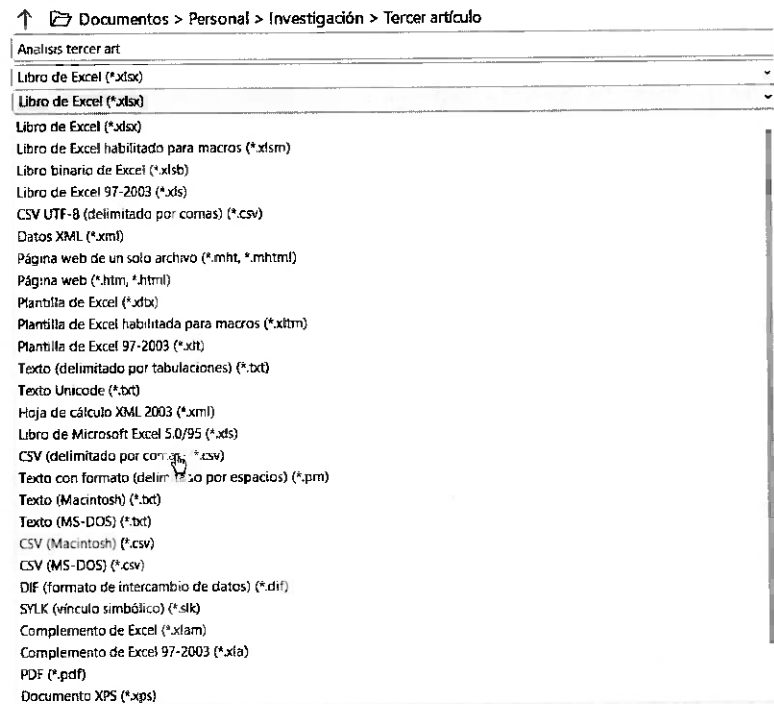 Documentos > Personal > Investigación > Tercer artículo
Analisis tercer art
Libro de Excel (*.xlsx)
Libro de Excel (*.xlsx)
Libro de Excel (*.xlsx)
Libro de Excel habilitado para macros (*.xlsm)
Libro binario de Excel (*.xlsb)
Libro de Excel 97-2003 (*.xls)
CSV UTF-8 (delimitado por comas) (*.csv)
Datos XML (*.xml)
Página web de un solo archivo (*.mht, *.mhtml)
Página web (*.htm, *.html)
Plantilla de Excel (*.xltx)
Plantilla de Excel habilitada para macros (*.xltm)
Plantilla de Excel 97-2003 (*.xlt)
Texto (delimitado por tabulaciones) (*.txt)
Texto Unicode (*.txt)
Hoja de cálculo XML 2003 (*.xml)
Libro de Microsoft Excel 5.0/95 (*.xls)
CSV (delimitado por comas) (*.csv)
Texto con formato (delimitado por espacios) (*.prn)
Texto (Macintosh) (*.txt)
Texto (MS-DOS) (*.txt)
CSV (Macintosh) (*.csv)
CSV (MS-DOS) (*.csv)
DIF (formato de intercambio de datos) (*.dif)
SYLK (vínculo simbólico) (*.slk)
Complemento de Excel (*.xlam)
Complemento de Excel 97-2003 (*.xla)
PDF (*.pdf)
Documento XPS (*.xps)